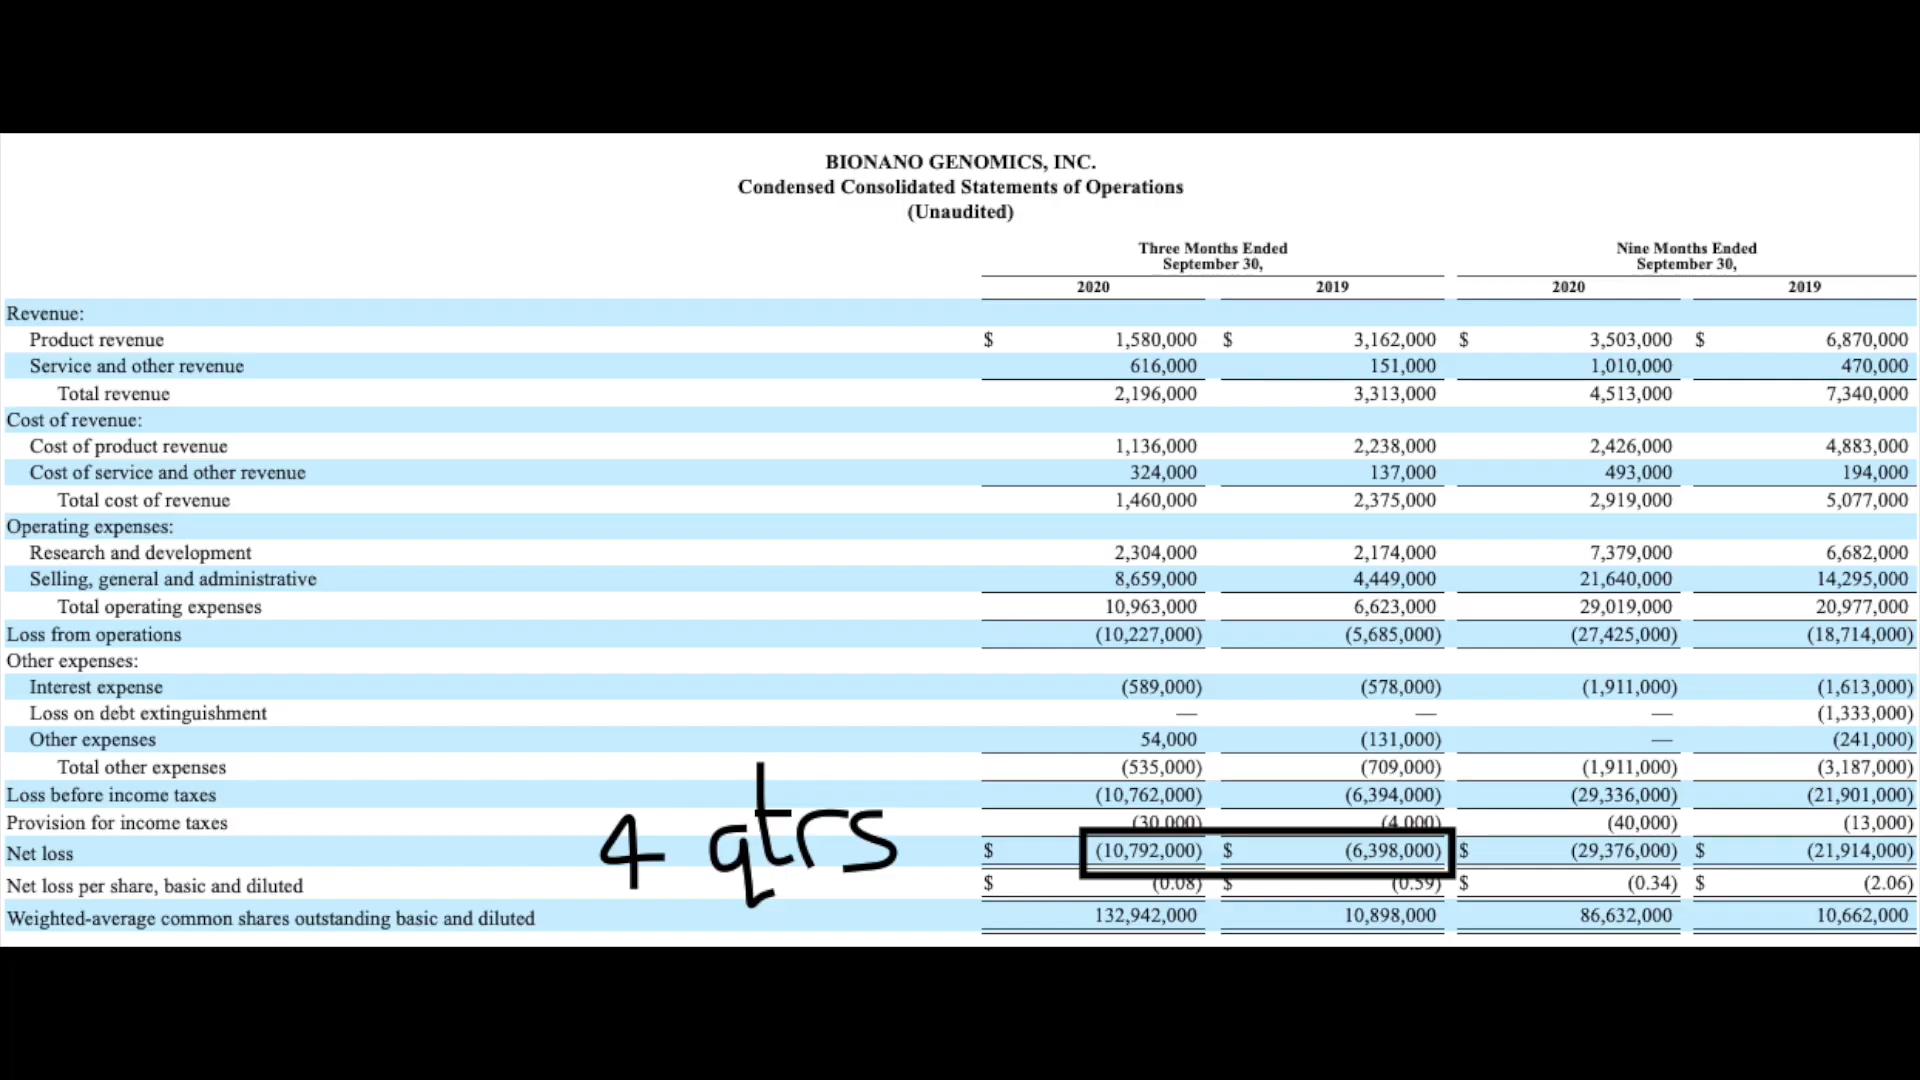 BIONANO GENOMICS, INC.
Condensed Consolidated Statements of Operations
(Unaudited)
Three Months Ended September 30, Nine Months Ended September 30,
2020 2019 2020 2019
Revenue:
Product revenue $ 1,580,000 $ 3,162,000 $ 3,503,000 $ 6,870,000
Service and other revenue 616,000 151,000 1,010,000 470,000
Total revenue 2,196,000 3,313,000 4,513,000 7,340,000
Cost of revenue:
Cost of product revenue 1,136,000 2,238,000 2,426,000 4,883,000
Cost of service and other revenue 324,000 137,000 493,000 194,000
Total cost of revenue 1,460,000 2,375,000 2,919,000 5,077,000
Operating expenses:
Research and development 2,304,000 2,174,000 7,379,000 6,682,000
Selling, general and administrative 8,659,000 4,449,000 21,640,000 14,295,000
Total operating expenses 10,963,000 6,623,000 29,019,000 20,977,000
Loss from operations (10,227,000) (5,685,000) (27,425,000) (18,714,000)
Other expenses:
Interest expense (589,000) (578,000) (1,911,000) (1,613,000)
Loss on debt extinguishment — — — (1,333,000)
Other expenses 54,000 (131,000) — (241,000)
Total other expenses (535,000) (709,000) (1,911,000) (3,187,000)
Loss before income taxes (10,762,000) (6,394,000) (29,336,000) (21,901,000)
Provision for income taxes (30,000) (4,000) (40,000) (13,000)
4 qtrs
Net loss $ (10,792,000) $ (6,398,000) $ (29,376,000) $ (21,914,000)
Net loss per share, basic and diluted $ (0.08) $ (0.59) $ (0.34) $ (2.06)
Weighted-average common shares outstanding basic and diluted 132,942,000 10,898,000 86,632,000 10,662,000